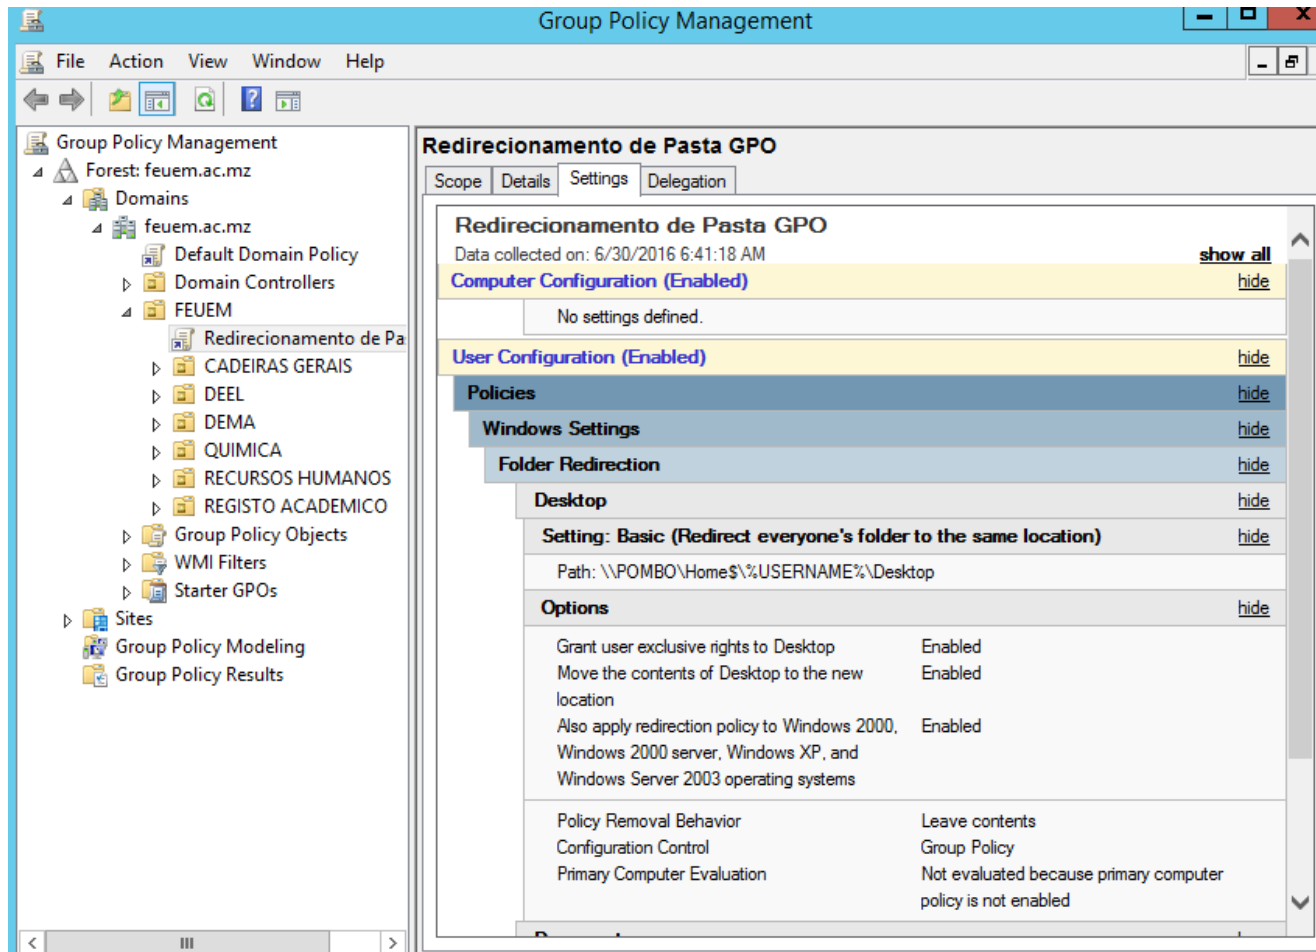 Group Policy Management
File Action View Window Help
Group Policy Management
Forest: feuem.ac.mz
Domains
feuem.ac.mz
Default Domain Policy
Domain Controllers
FEUEM
Redirecionamento de Pa
CADEIRAS GERAIS
DEEL
DEMA
QUIMICA
RECURSOS HUMANOS
REGISTO ACADEMICO
Group Policy Objects
WMI Filters
Starter GPOs
Sites
Group Policy Modeling
Group Policy Results
Redirecionamento de Pasta GPO
Scope Details Settings Delegation
Redirecionamento de Pasta GPO
Data collected on: 6/30/2016 6:41:18 AM show all
Computer Configuration (Enabled) hide
No settings defined.
User Configuration (Enabled) hide
Policies hide
Windows Settings hide
Folder Redirection hide
Desktop hide
Setting: Basic (Redirect everyone's folder to the same location) hide
Path: \\POMBO\Home$\%USERNAME%\Desktop
Options hide
Grant user exclusive rights to Desktop Enabled
Move the contents of Desktop to the new Enabled
location
Also apply redirection policy to Windows 2000, Enabled
Windows 2000 server, Windows XP, and
Windows Server 2003 operating systems
Policy Removal Behavior Leave contents
Configuration Control Group Policy
Primary Computer Evaluation Not evaluated because primary computer
policy is not enabled